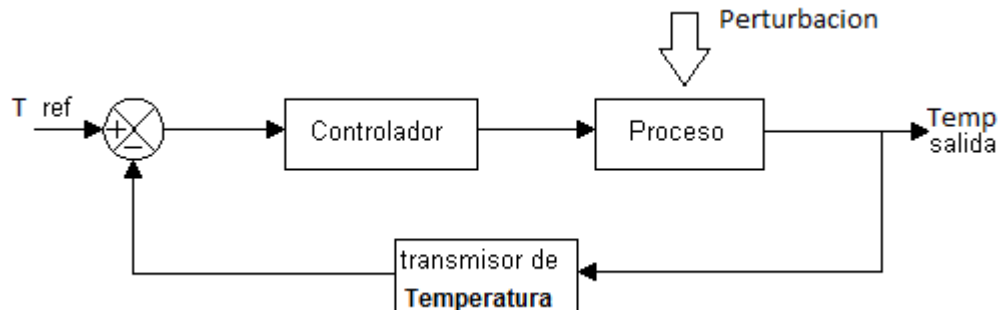 Perturbacion
T ref
+
−
Controlador
Proceso
Temp
salida
transmisor de
Temperatura